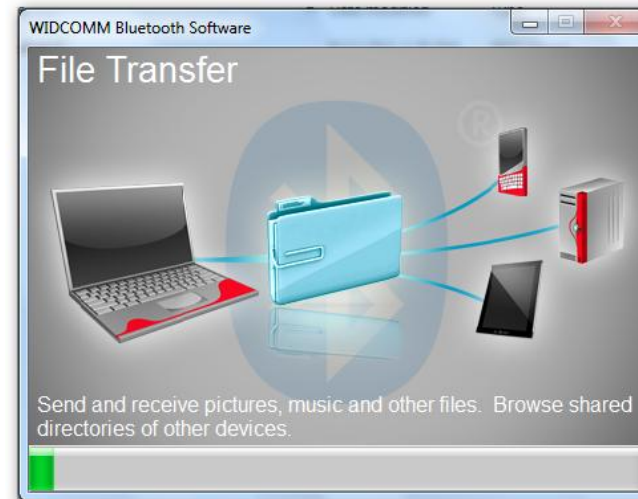 WIDCOMM Bluetooth Software
File Transfer
®
Send and receive pictures, music and other files.  Browse shared
directories of other devices.